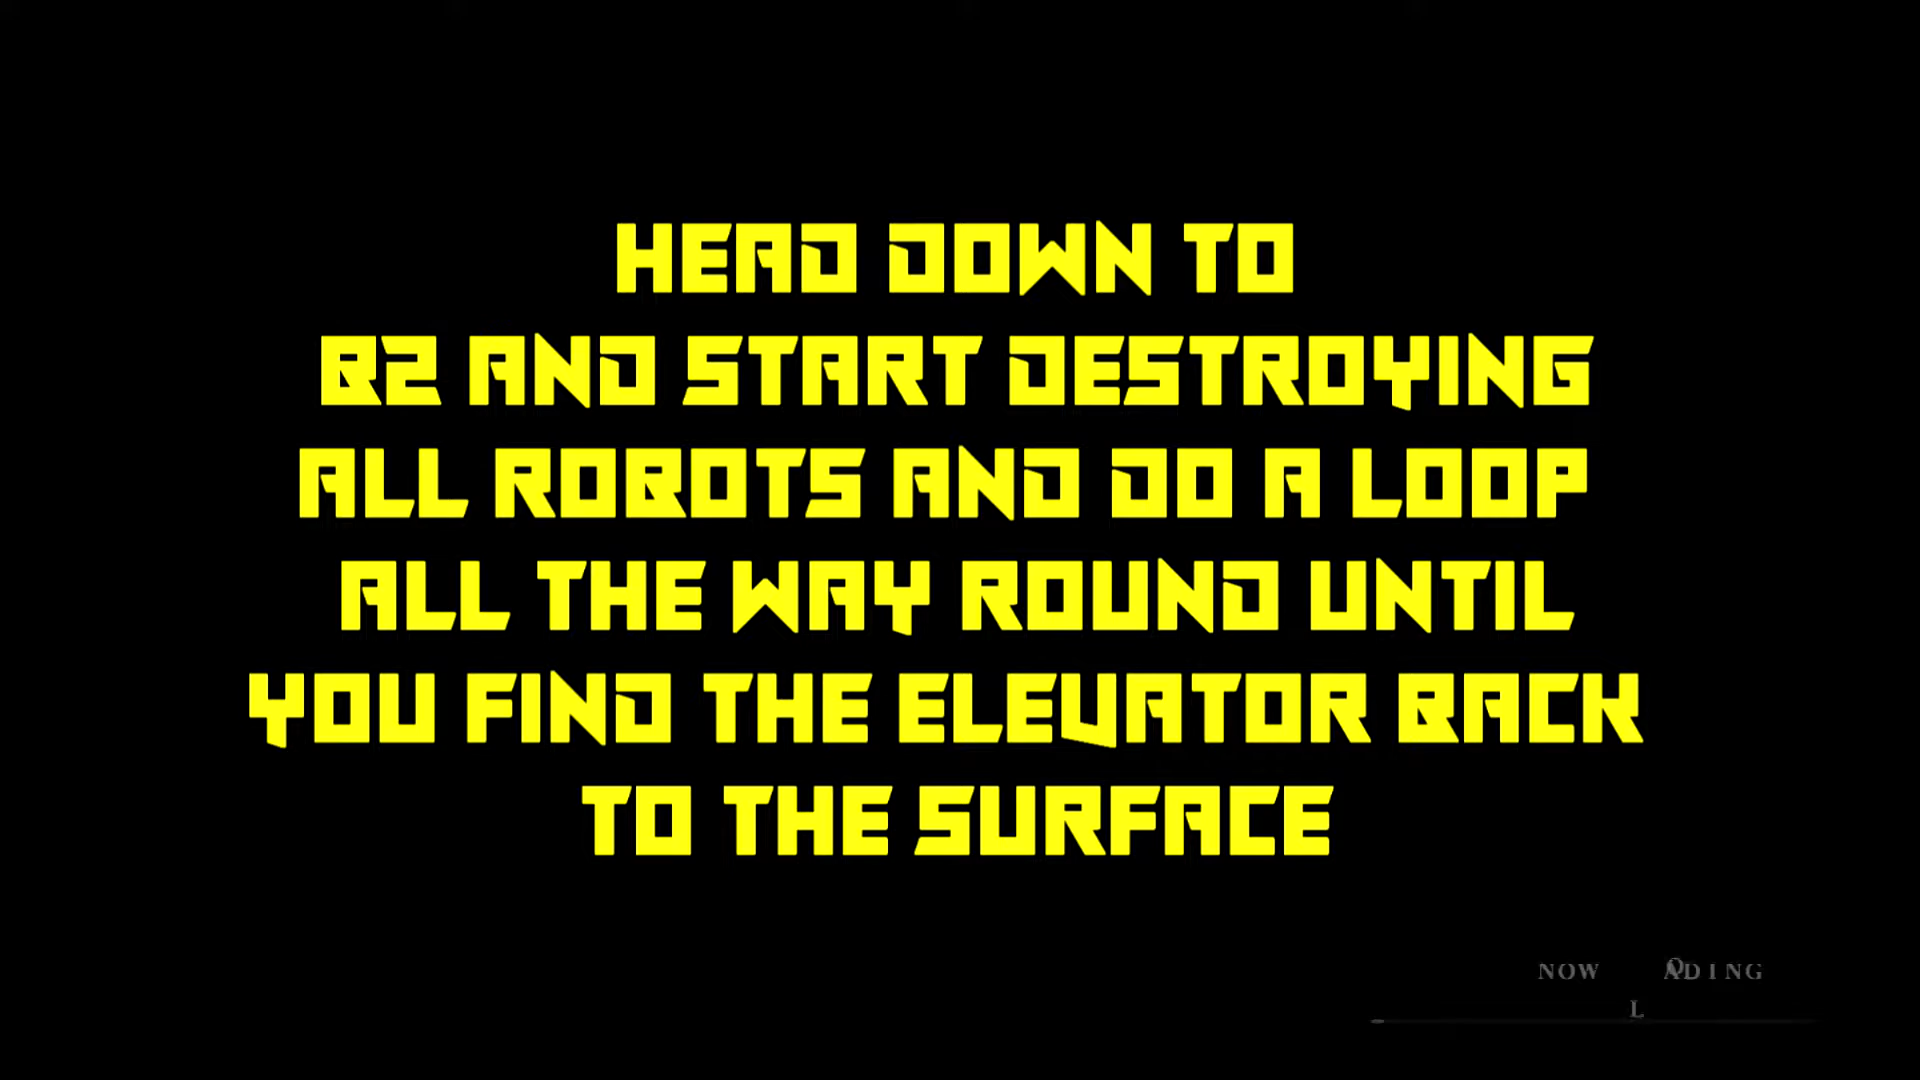 HEAD DOWN TO
B2 AND START DESTROYING
ALL ROBOTS AND DO A LOOP
ALL THE WAY ROUND UNTIL
YOU FIND THE ELEVATOR BACK
TO THE SURFACE
NOW LOADING